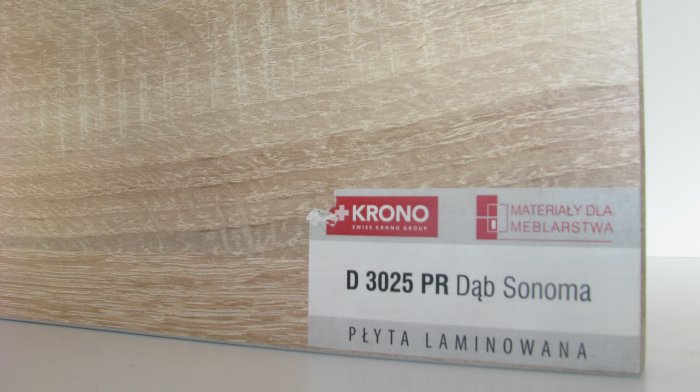 KRONO
SWISS KRONO GROUP
MATERIAŁY DLA
MEBLARSTWA
D 3025 PR Dąb Sonoma
PŁYTA LAMINOWANA